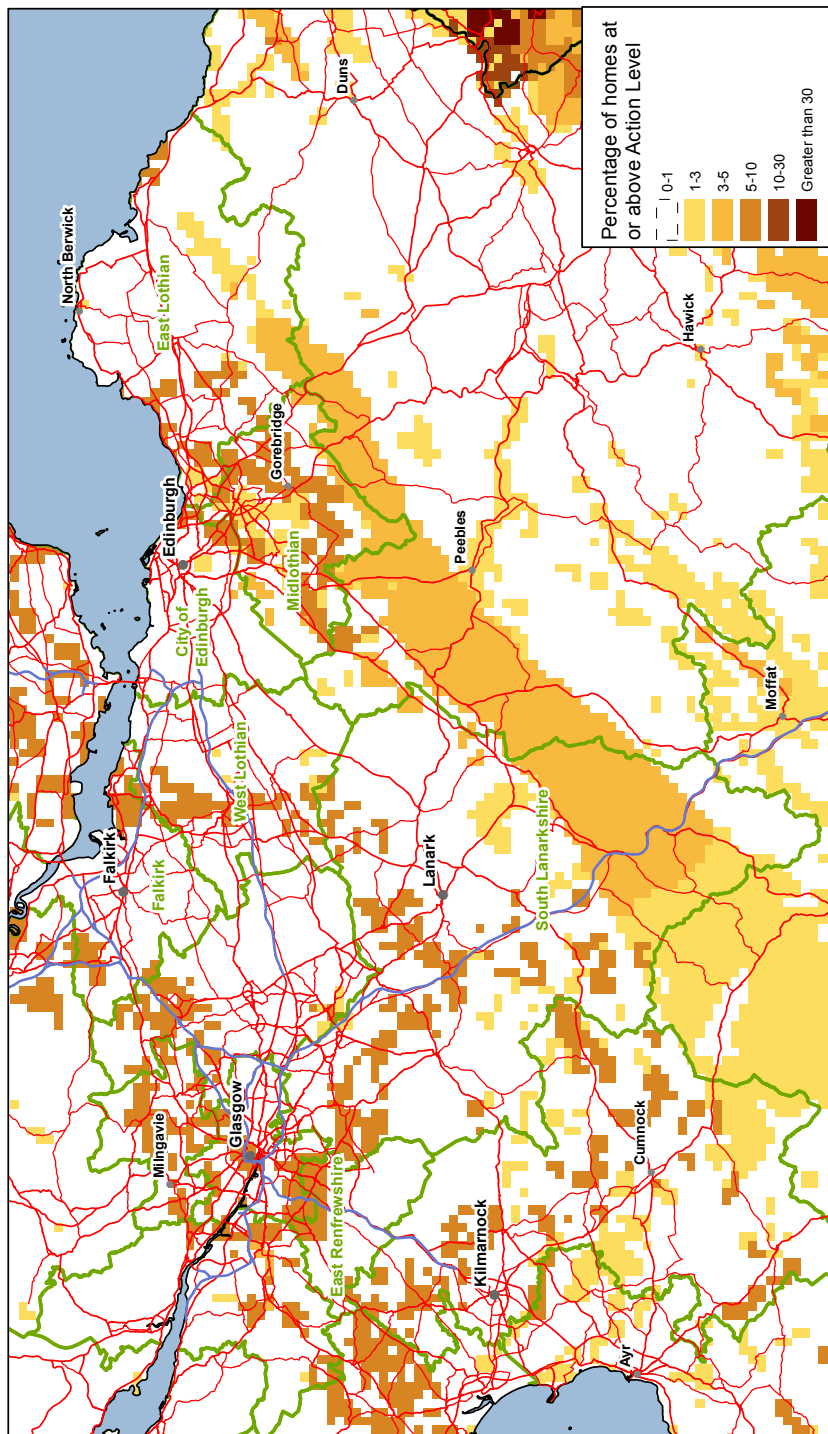 North Berwick
East Lothian
Duns
Edinburgh
City of
Edinburgh
Gorebridge
Midlothian
Falkirk
Falkirk
West Lothian
Peebles
Milngavie
Glasgow
Lanark
South Lanarkshire
Hawick
East Renfrewshire
Kilmarnock
Moffat
Cumnock
Ayr
Percentage of homes at
or above Action Level
0-1
1-3
3-5
5-10
10-30
Greater than 30